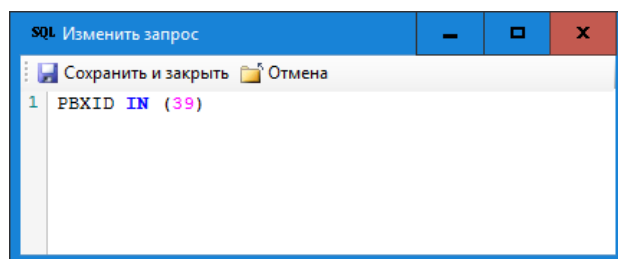 SQL Изменить запрос
Сохранить и закрыть Отмена
1 PBXID IN (39)